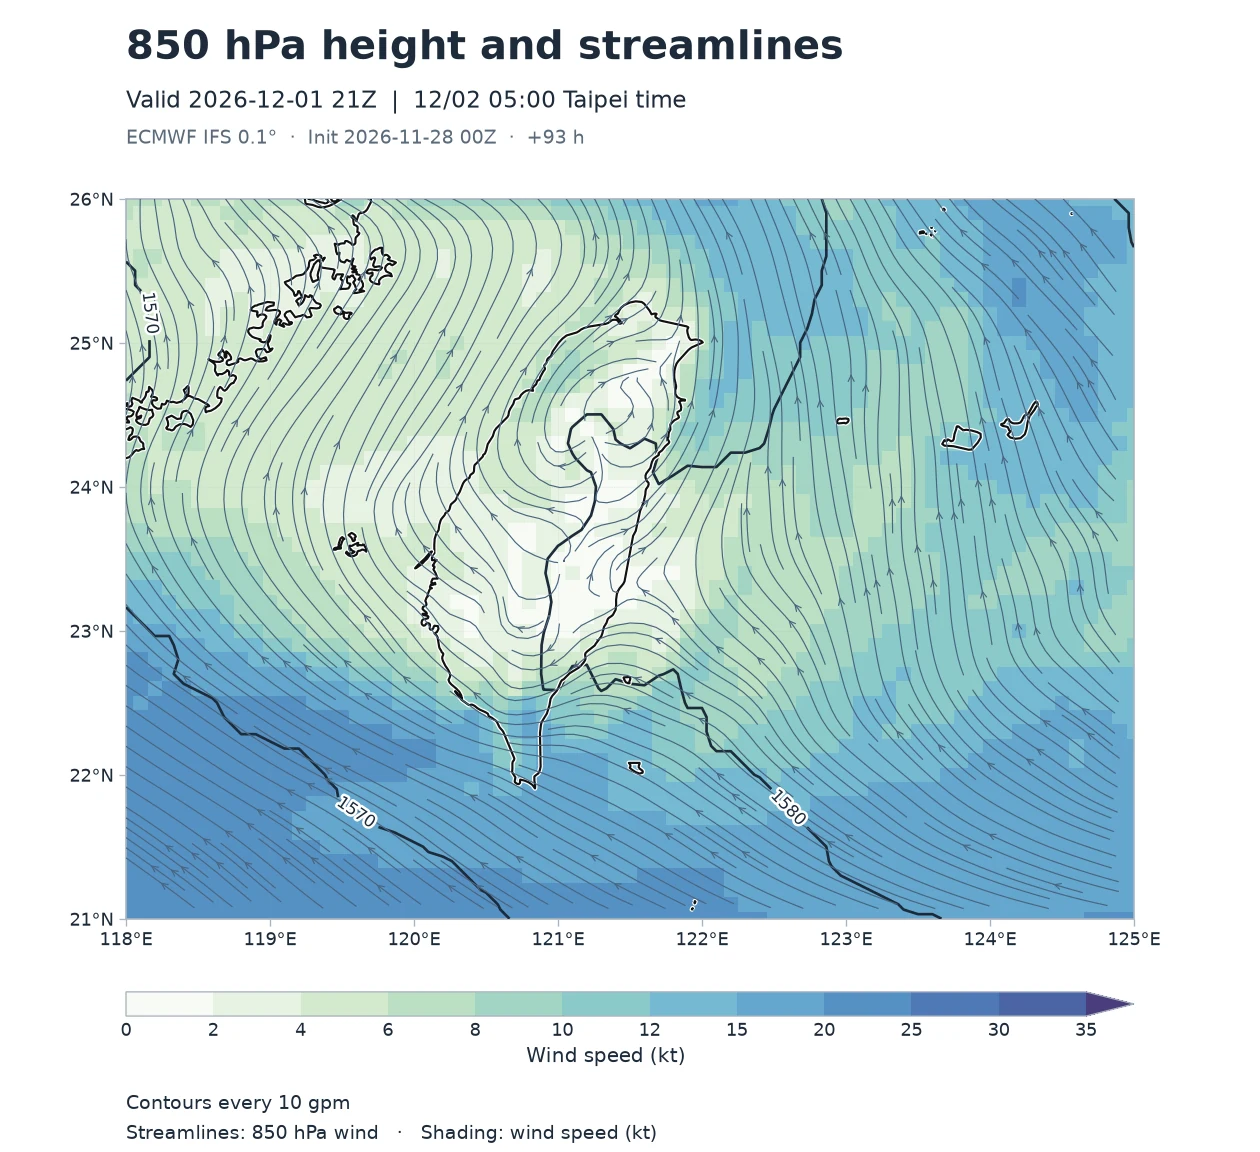 850 hPa height and streamlines
Valid 2026-12-01 21Z | 12/02 05:00 Taipei time
ECMWF IFS 0.1° · Init 2026-11-28 00Z · +93 h
26°N
25°N
24°N
23°N
22°N
21°N
1570
1570
1580
118°E 119°E 120°E 121°E 122°E 123°E 124°E 125°E
0 2 4 6 8 10 12 15 20 25 30 35
Wind speed (kt)
Contours every 10 gpm
Streamlines: 850 hPa wind · Shading: wind speed (kt)